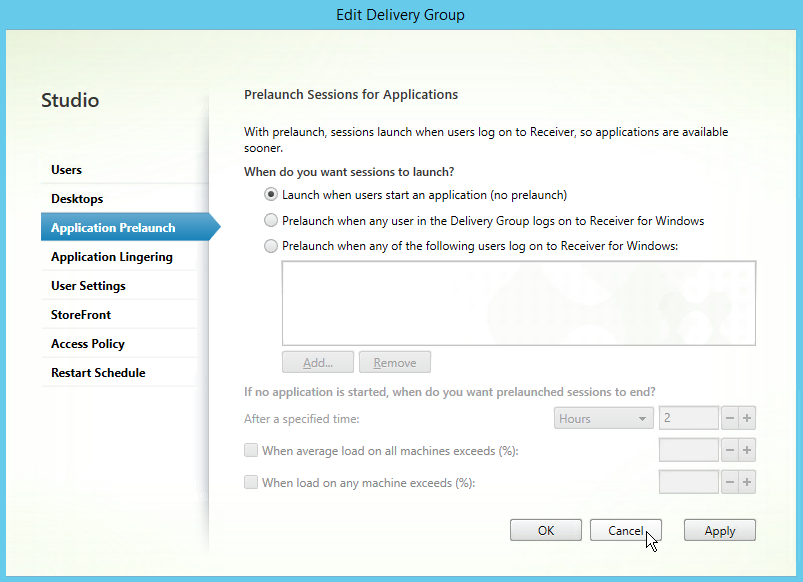 Edit Delivery Group
Studio
Users
Desktops
Application Prelaunch
Application Lingering
User Settings
StoreFront
Access Policy
Restart Schedule
Prelaunch Sessions for Applications
With prelaunch, sessions launch when users log on to Receiver, so applications are available
sooner.
When do you want sessions to launch?
Launch when users start an application (no prelaunch)
Prelaunch when any user in the Delivery Group logs on to Receiver for Windows
Prelaunch when any of the following users log on to Receiver for Windows:
Add... Remove
If no application is started, when do you want prelaunched sessions to end?
After a specified time: Hours 2 − +
When average load on all machines exceeds (%): − +
When load on any machine exceeds (%): − +
OK Cancel Apply